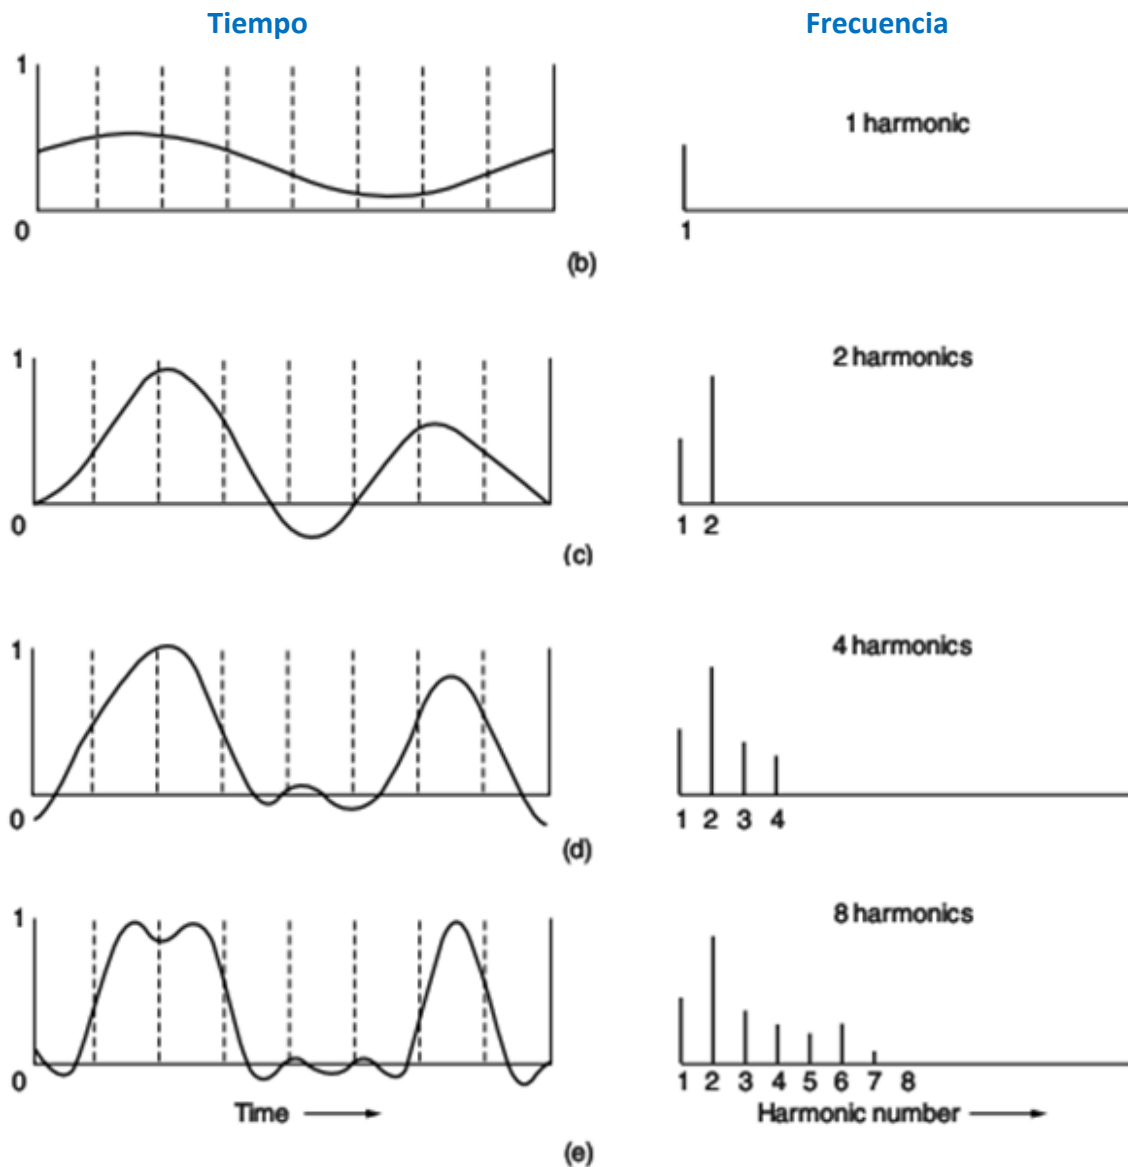 Tiempo Frecuencia
1
1 harmonic
0 1
(b)
1
2 harmonics
0 1 2
(c)
1
4 harmonics
0 1 2 3 4
(d)
1
8 harmonics
0 1 2 3 4 5 6 7 8
Time Harmonic number
(e)